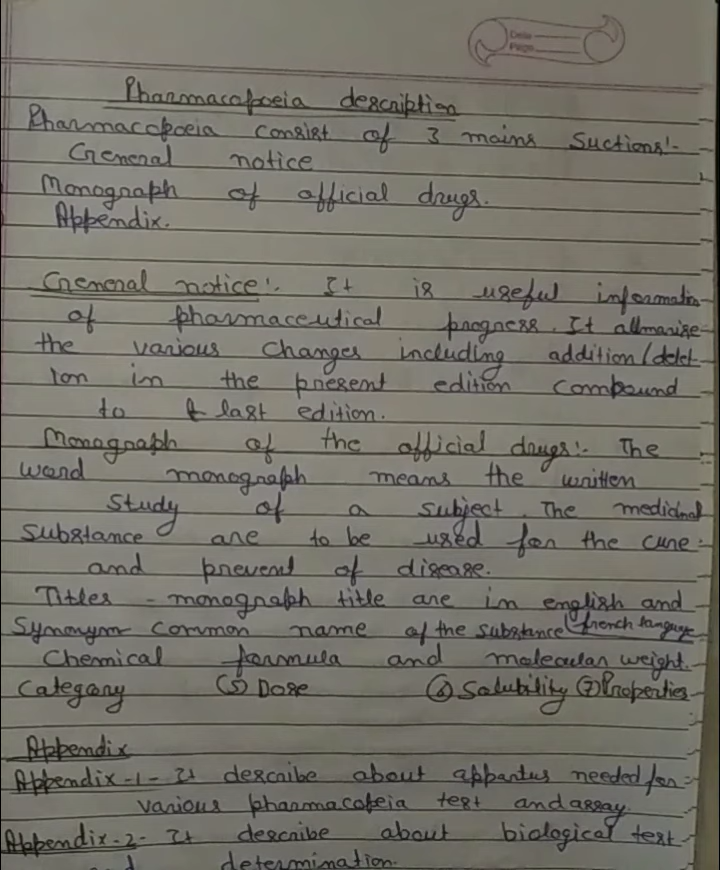 Date
Page
Pharmacopoeia description
Pharmacopoeia consist of 3 mains Suctions:-
General notice
Monograph of official drugs.
Appendix.
General notice:- It is useful information
of pharmaceutical progress. It allmarise
the various changes including addition/delet-
ion in the present edition compound
to last edition.
Monograph of the official drugs:- The
word monograph means the written
study of a subject. The medicinal
substance are to be used for the cure
and prevent of disease.
Titles - monograph title are in english and
french language
Synonym common name of the substance
Chemical formula and molecular weight.
Category (5) Dose (6) Solubility (7) Properties
Appendix
Appendix-1- It describe about appartus needed for
various pharmacopeia test and assay.
Appendix-2- It describe about biological test
determination.